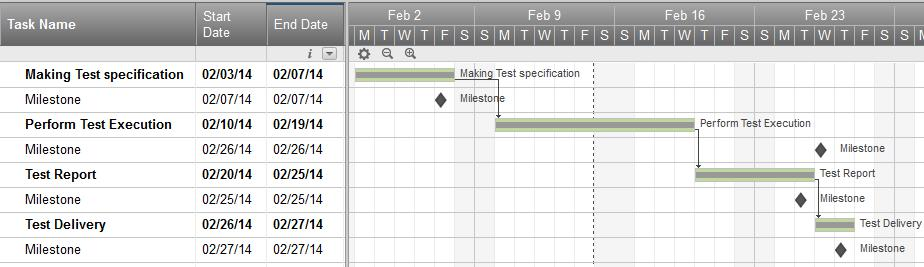 Task Name Start Date End Date Feb 2 Feb 9 Feb 16 Feb 23
M T W T F S S M T W T F S S M T W T F S S M T W T F S S M
i
Making Test specification 02/03/14 02/07/14 Making Test specification
Milestone 02/07/14 02/07/14 Milestone
Perform Test Execution 02/10/14 02/19/14 Perform Test Execution
Milestone 02/26/14 02/26/14 Milestone
Test Report 02/20/14 02/25/14 Test Report
Milestone 02/25/14 02/25/14 Milestone
Test Delivery 02/26/14 02/27/14 Test Delivery
Milestone 02/27/14 02/27/14 Milestone